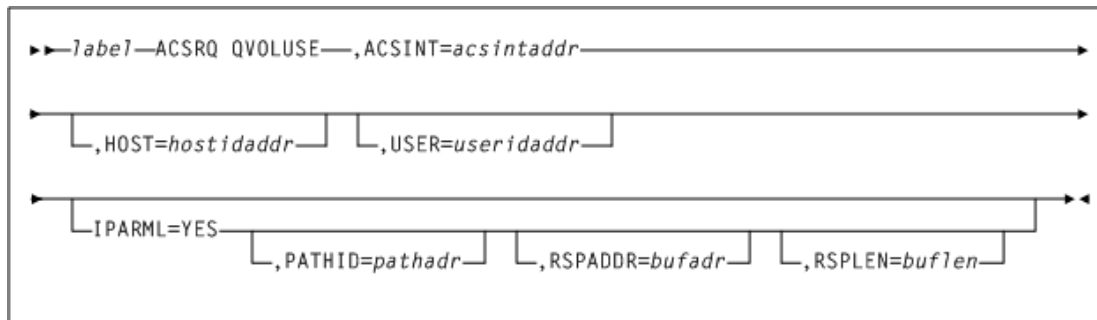 label ACSRQ QVOLUSE ,ACSINT=acsintaddr
,HOST=hostidaddr ,USER=useridaddr
IPARML=YES
,PATHID=pathadr ,RSPADDR=bufadr ,RSPLEN=buflen